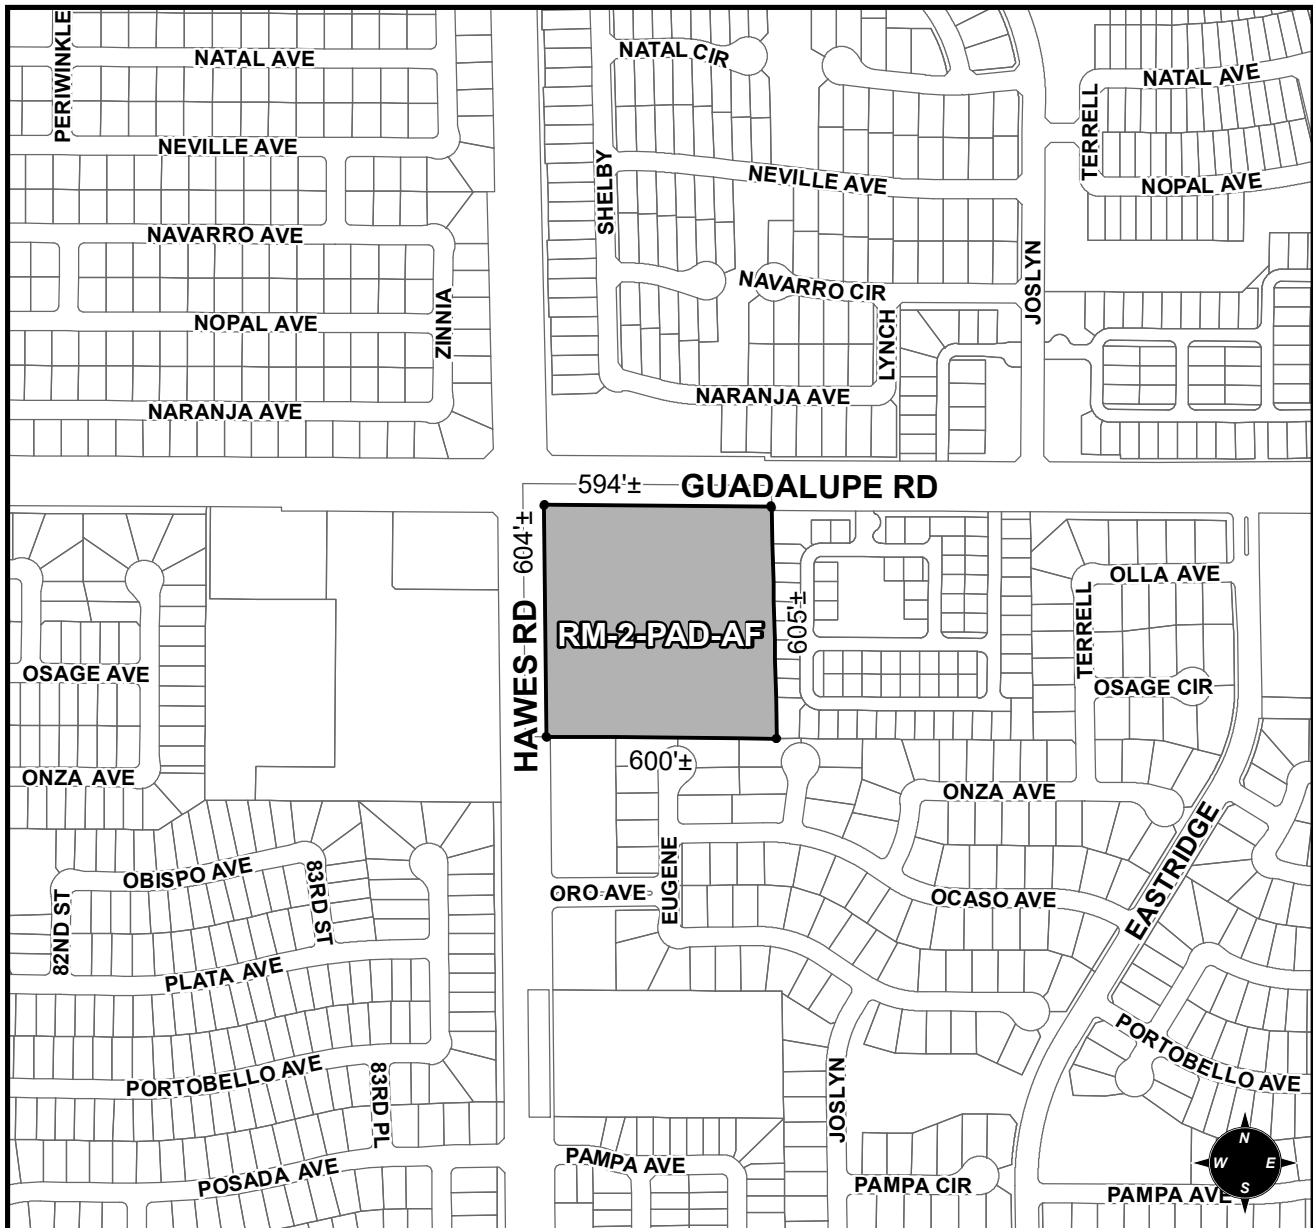 PERIWINKLE
NATAL AVE
NATAL CIR
NATAL AVE
TERRELL
NEVILLE AVE
SHELBY
NEVILLE AVE
NOPAL AVE
NAVARRO AVE
JOSLYN
NAVARRO CIR
NOPAL AVE
ZINNIA
LYNCH
NARANJA AVE
NARANJA AVE
594'±
GUADALUPE RD
604'±
HAWES RD
RM-2-PAD-AF
605'±
OLLA AVE
TERRELL
OSAGE AVE
OSAGE CIR
600'±
ONZA AVE
ONZA AVE
EASTRIDGE
OBISPO AVE
83RD ST
82ND ST
EUGENE
ORO AVE
OCASO AVE
PLATA AVE
PORTOBELLO AVE
PORTOBELLO AVE
83RD PL
JOSLYN
POSADA AVE
PAMPA AVE
PAMPA CIR
PAMPA AVE
N
W
E
S